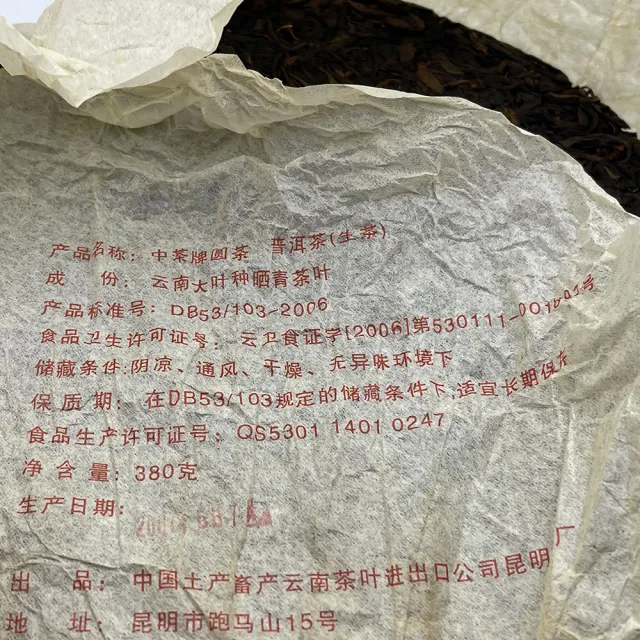 产品名称: 中茶牌圆茶 普洱茶(生茶)
成 份: 云南大叶种晒青茶叶
产品标准号: DB53/103-2006
食品卫生许可证号: 云卫食证字[2006]第530111-
储藏条件:阴凉、通风、干燥、无异味环境下
保质期: 在DB53/103规定的储藏条件下,适宜长期保存
食品生产许可证号: QS5301 1401 0247
净含量: 380克
生产日期:
出 品: 中国土产畜产云南茶叶进出口公司昆明厂
地 址: 昆明市跑马山15号